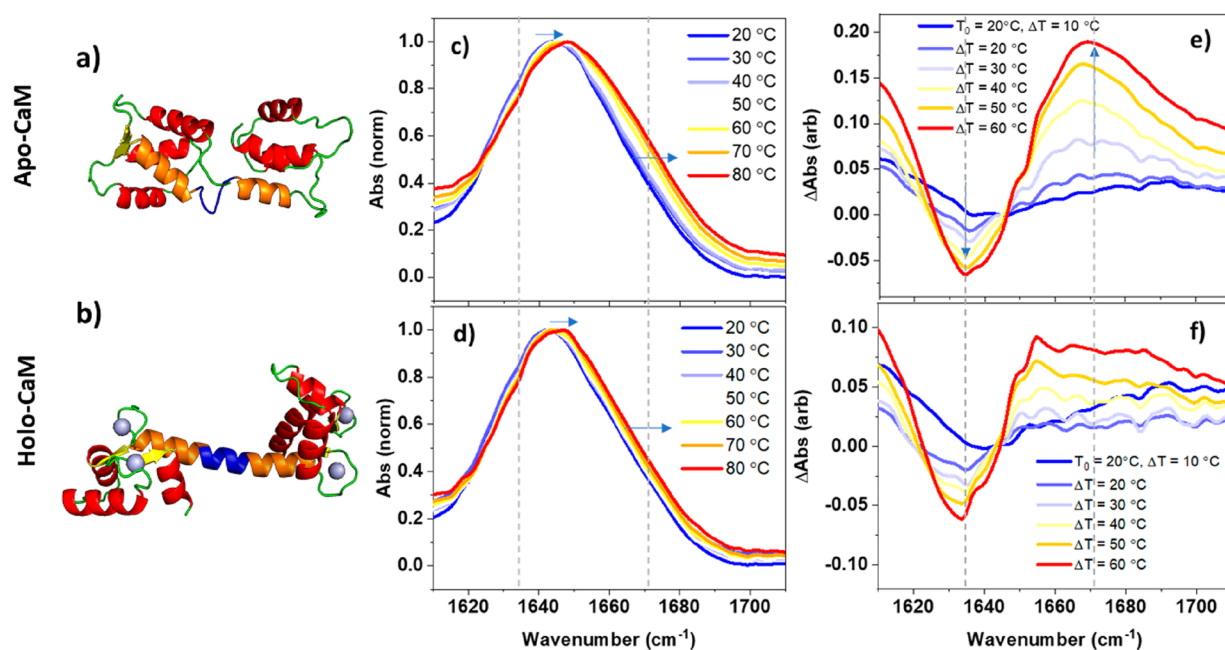 Apo-CaM
a)
c)
Abs (norm)
1.0
0.8
0.6
0.4
0.2
0.0
20 °C
30 °C
40 °C
50 °C
60 °C
70 °C
80 °C
e)
ΔAbs (arb)
0.20
0.15
0.10
0.05
0.00
-0.05
T0 = 20°C, ΔT = 10 °C
ΔT = 20 °C
ΔT = 30 °C
ΔT = 40 °C
ΔT = 50 °C
ΔT = 60 °C
Holo-CaM
b)
d)
Abs (norm)
1.0
0.8
0.6
0.4
0.2
0.0
20 °C
30 °C
40 °C
50 °C
60 °C
70 °C
80 °C
1620 1650 1680 1710
Wavenumber (cm-1)
f)
ΔAbs (arb)
0.10
0.05
0.00
-0.05
-0.10
T0 = 20°C, ΔT = 10 °C
ΔT = 20 °C
ΔT = 30 °C
ΔT = 40 °C
ΔT = 50 °C
ΔT = 60 °C
1620 1640 1660 1680 1700
Wavenumber (cm-1)